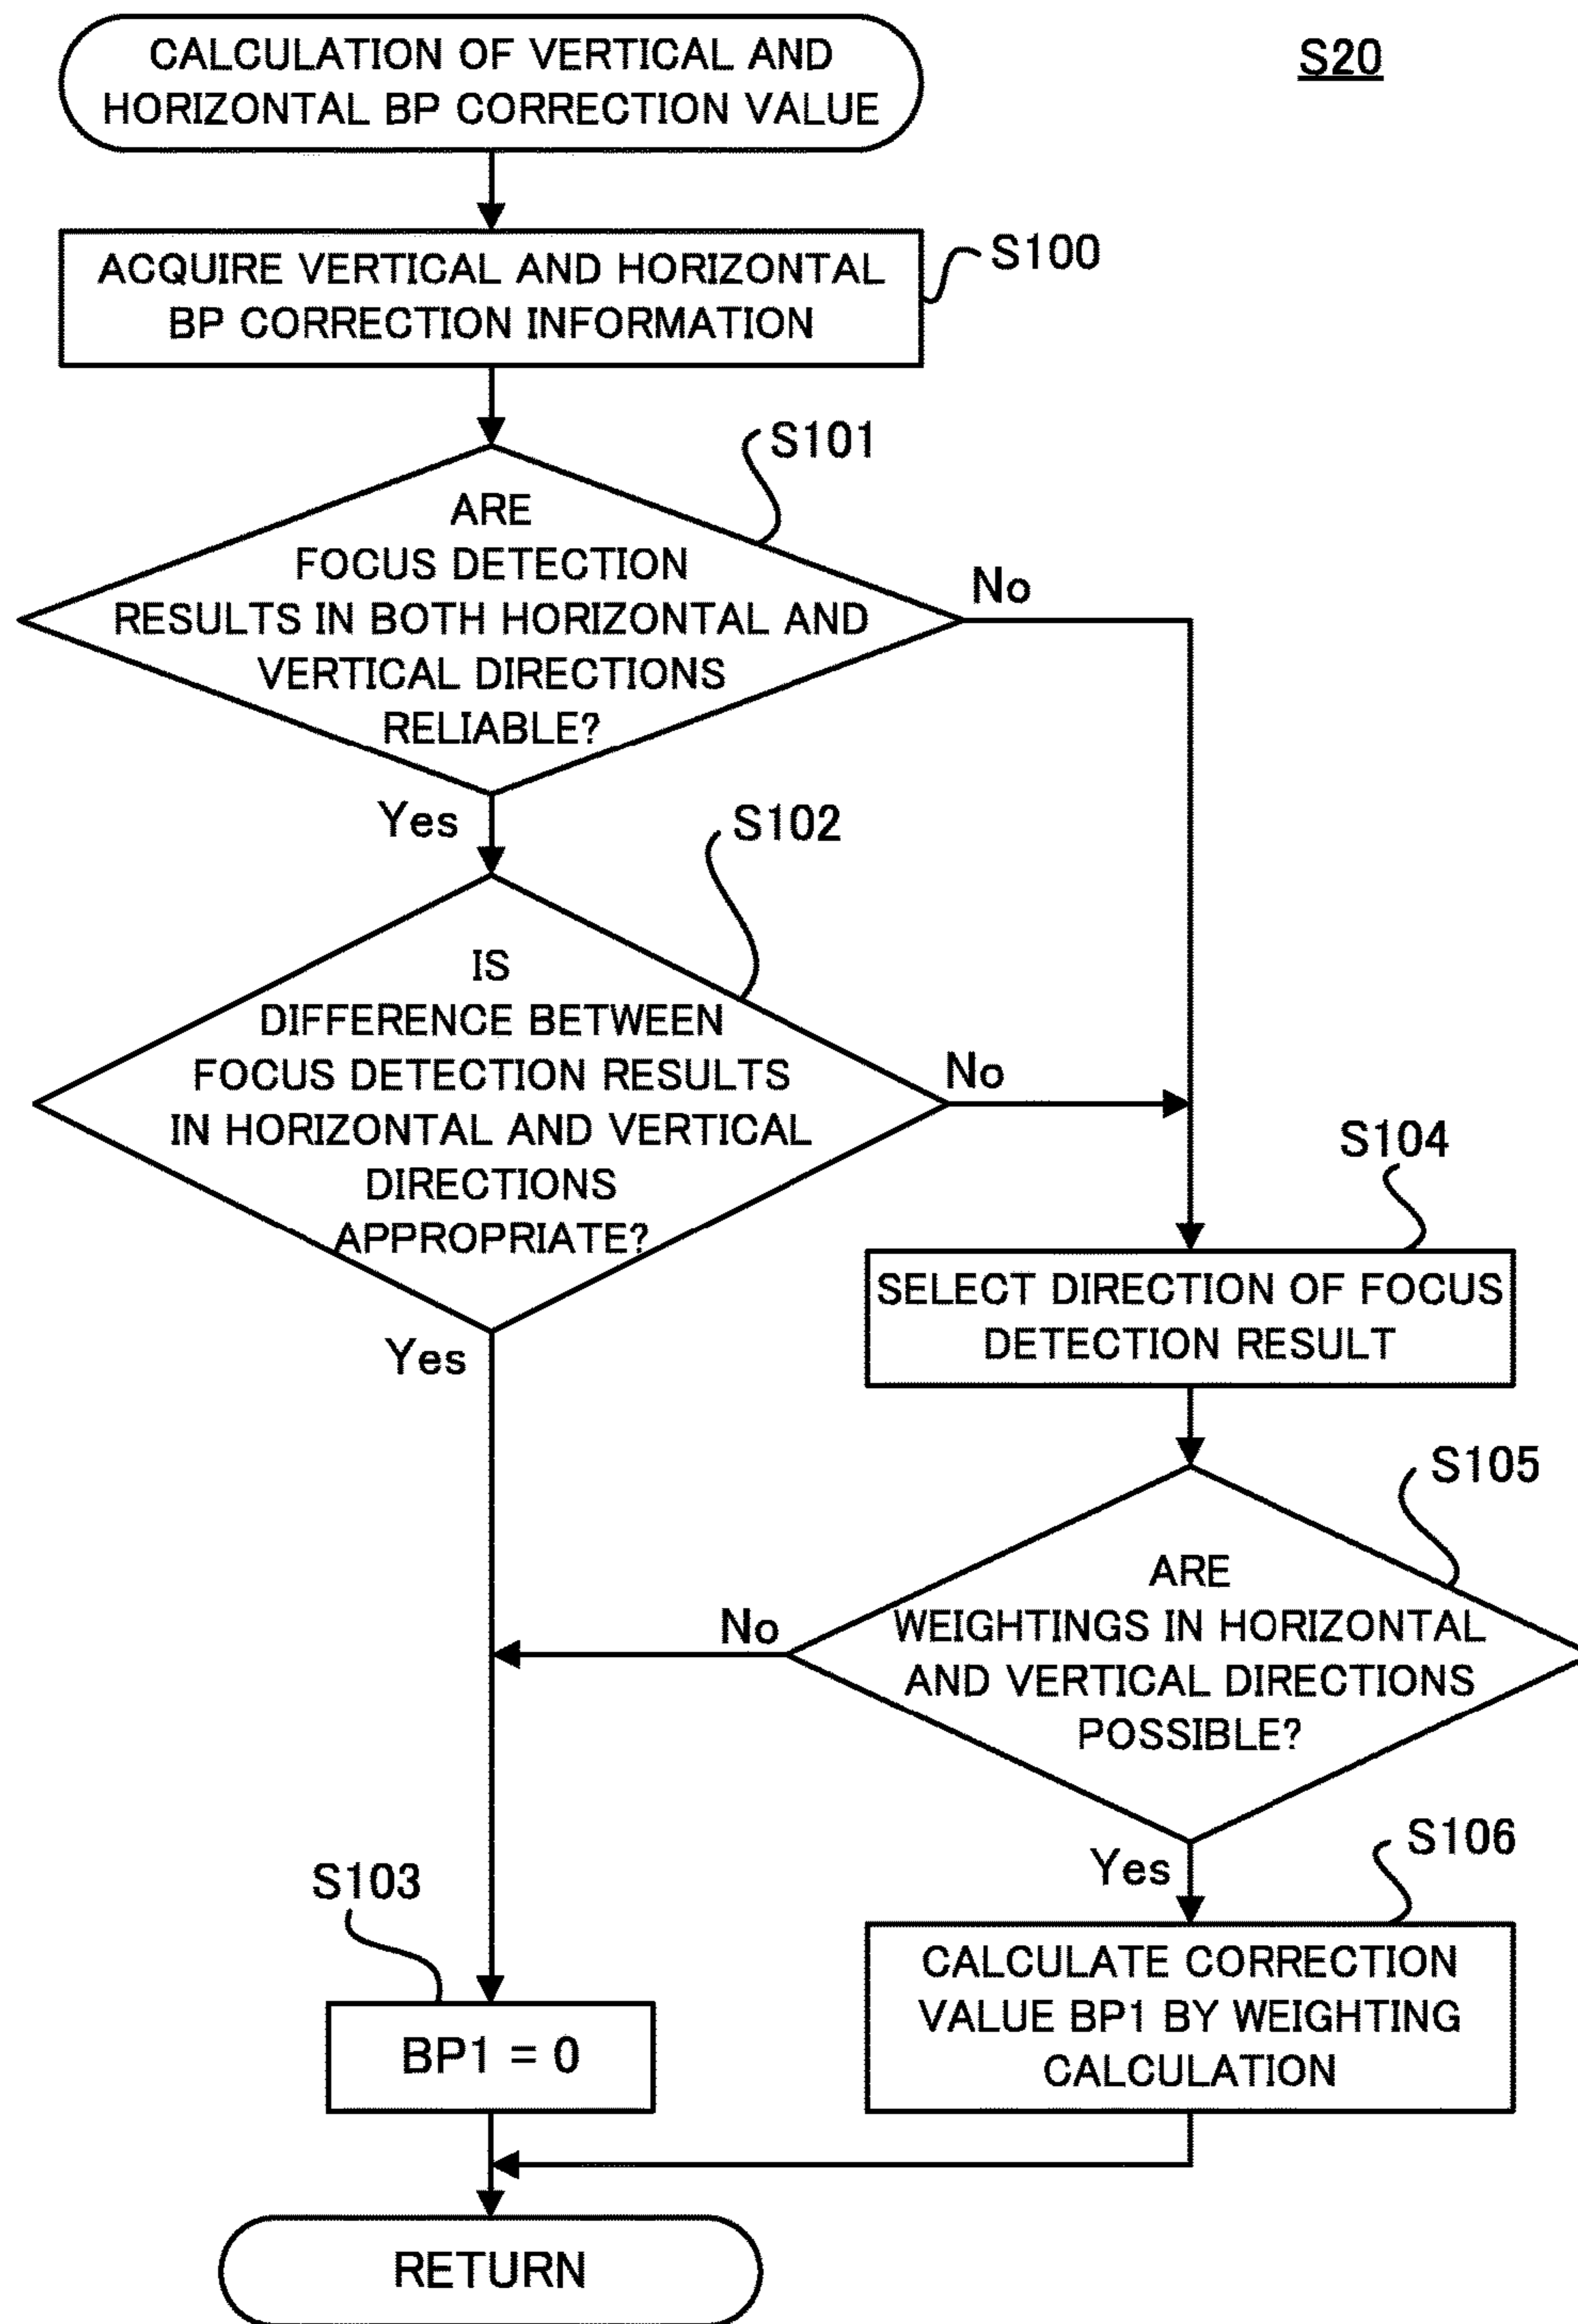 CALCULATION OF VERTICAL AND
HORIZONTAL BP CORRECTION VALUE
S20
ACQUIRE VERTICAL AND HORIZONTAL
BP CORRECTION INFORMATION
S100
S101
ARE
FOCUS DETECTION
RESULTS IN BOTH HORIZONTAL AND
VERTICAL DIRECTIONS
RELIABLE?
No
Yes
S102
IS
DIFFERENCE BETWEEN
FOCUS DETECTION RESULTS
IN HORIZONTAL AND VERTICAL
DIRECTIONS
APPROPRIATE?
No
Yes
S104
SELECT DIRECTION OF FOCUS
DETECTION RESULT
S105
ARE
WEIGHTINGS IN HORIZONTAL
AND VERTICAL DIRECTIONS
POSSIBLE?
No
Yes
S106
CALCULATE CORRECTION
VALUE BP1 BY WEIGHTING
CALCULATION
S103
BP1 = 0
RETURN